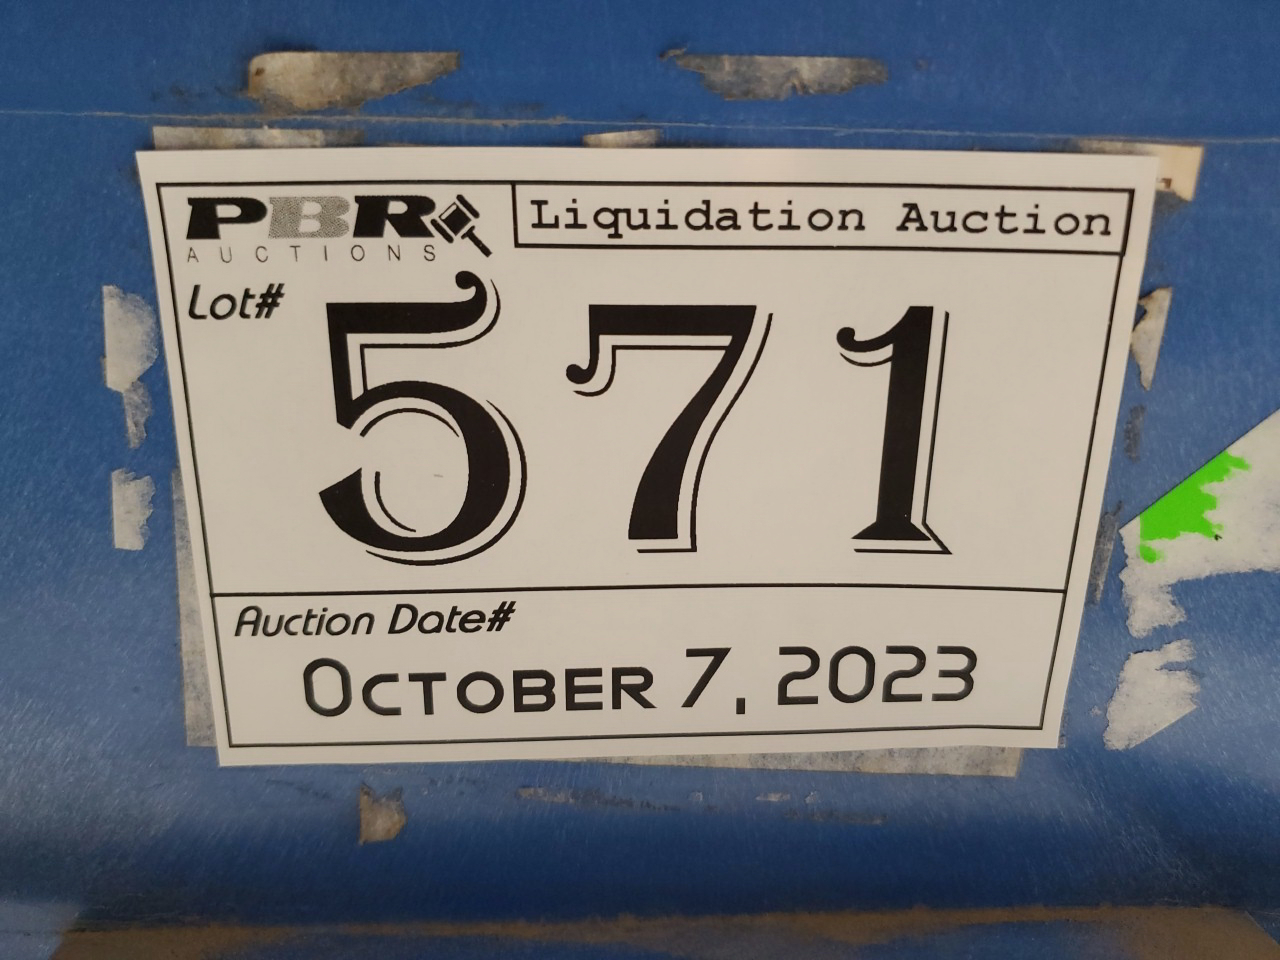 PBR
AUCTIONS
Liquidation Auction
Lot#
571
Auction Date#
OCTOBER 7, 2023